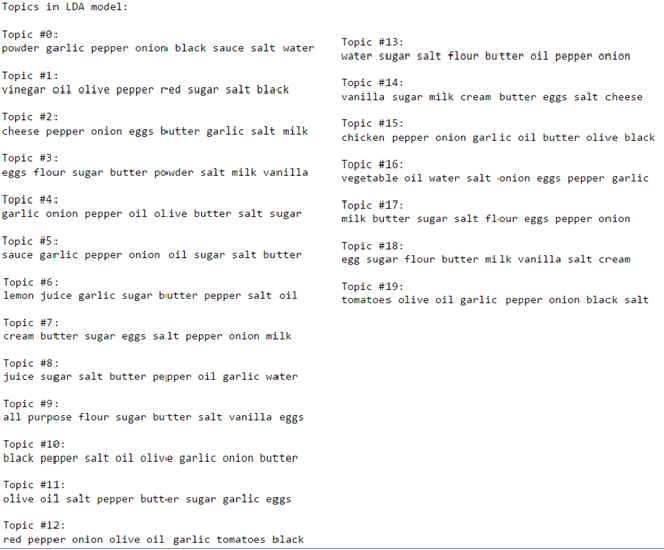 Topics in LDA model:
Topic #0:
powder garlic pepper onion black sauce salt water
Topic #1:
vinegar oil olive pepper red sugar salt black
Topic #2:
cheese pepper onion eggs butter garlic salt milk
Topic #3:
eggs flour sugar butter powder salt milk vanilla
Topic #4:
garlic onion pepper oil olive butter salt sugar
Topic #5:
sauce garlic pepper onion oil sugar salt butter
Topic #6:
lemon juice garlic sugar butter pepper salt oil
Topic #7:
cream butter sugar eggs salt pepper onion milk
Topic #8:
juice sugar salt butter pepper oil garlic water
Topic #9:
all purpose flour sugar butter salt vanilla eggs
Topic #10:
black pepper salt oil olive garlic onion butter
Topic #11:
olive oil salt pepper butter sugar garlic eggs
Topic #12:
red pepper onion olive oil garlic tomatoes black
Topic #13:
water sugar salt flour butter oil pepper onion
Topic #14:
vanilla sugar milk cream butter eggs salt cheese
Topic #15:
chicken pepper onion garlic oil butter olive black
Topic #16:
vegetable oil water salt onion eggs pepper garlic
Topic #17:
milk butter sugar salt flour eggs pepper onion
Topic #18:
egg sugar flour butter milk vanilla salt cream
Topic #19:
tomatoes olive oil garlic pepper onion black salt